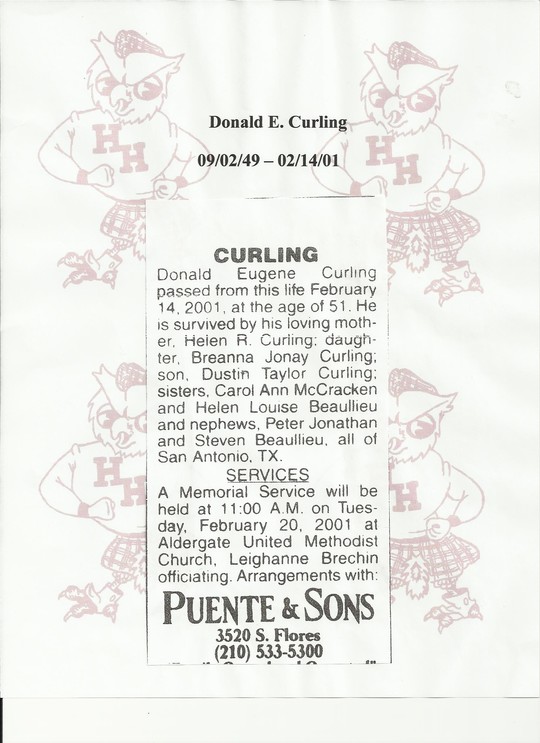 Donald E. Curling
09/02/49 – 02/14/01
HH
HH
CURLING
Donald Eugene Curling
passed from this life February
14, 2001, at the age of 51. He
is survived by his loving moth-
er, Helen R. Curling; daugh-
ter, Breanna Jonay Curling;
son, Dustin Taylor Curling;
sisters, Carol Ann McCracken
and Helen Louise Beaullieu
and nephews, Peter Jonathan
and Steven Beaullieu, all of
San Antonio, TX.
SERVICES
A Memorial Service will be
held at 11:00 A.M. on Tues-
day, February 20, 2001 at
Aldergate United Methodist
Church, Leighanne Brechin
officiating. Arrangements with:
PUENTE & SONS
3520 S. Flores
(210) 533-5300
HH
H